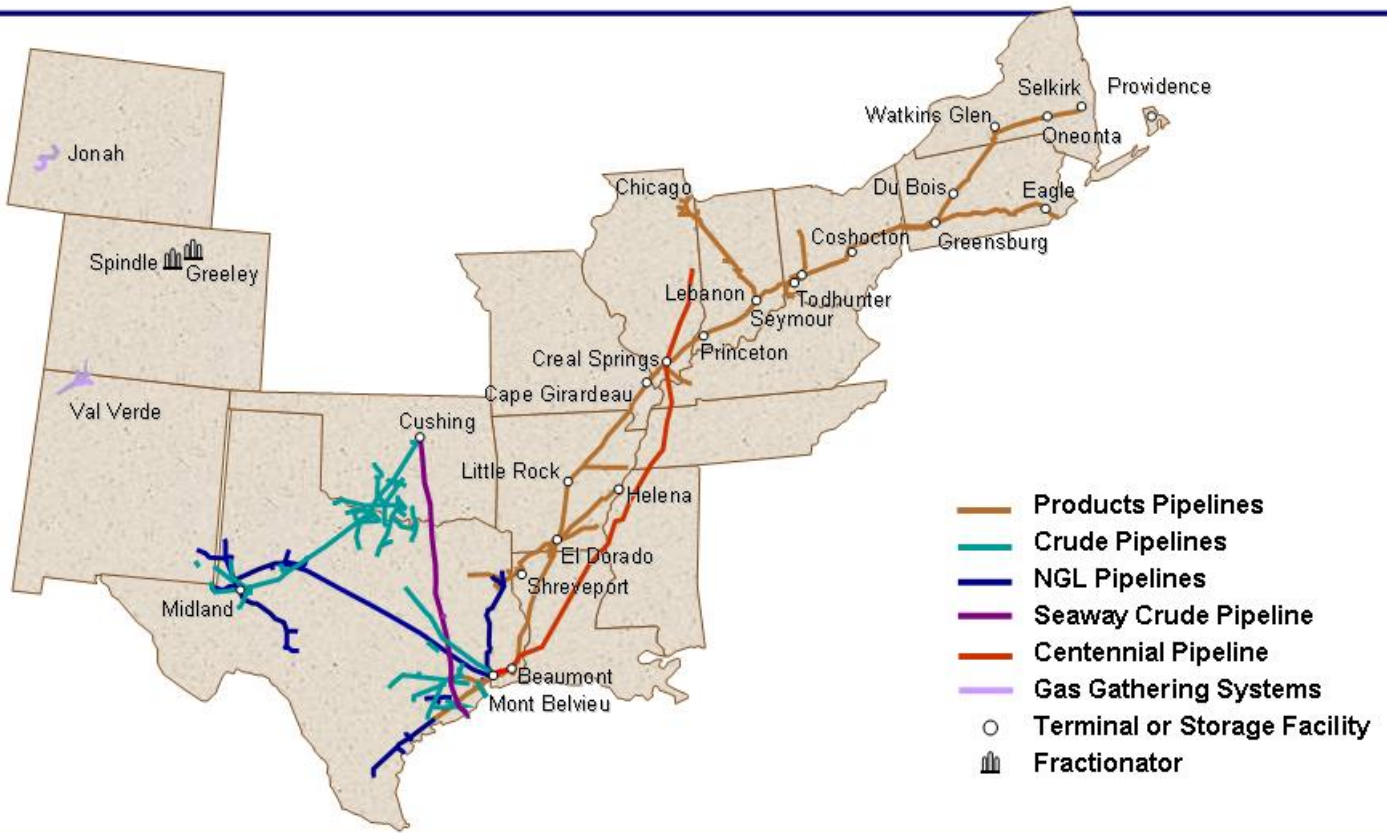 Selkirk
Providence
Watkins Glen
Oneonta
Jonah
Chicago
Du Bois
Eagle
Coshocton
Greensburg
Spindle
Greeley
Lebanon
Todhunter
Seymour
Creal Springs
Princeton
Cape Girardeau
Val Verde
Cushing
Little Rock
Helena
El Dorado
Shreveport
Midland
Beaumont
Mont Belvieu
Products Pipelines
Crude Pipelines
NGL Pipelines
Seaway Crude Pipeline
Centennial Pipeline
Gas Gathering Systems
Terminal or Storage Facility
Fractionator